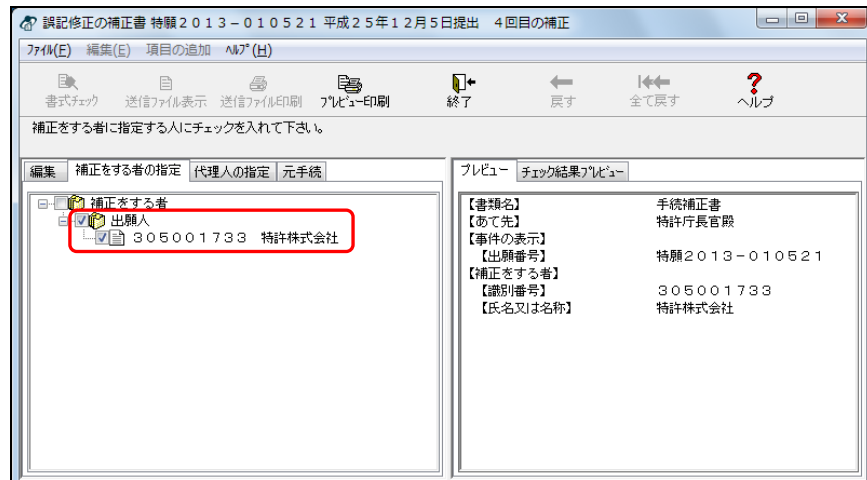 誤記修正の補正書 特願２０１３－０１０５２１ 平成２５年１２月５日提出　４回目の補正
ﾌｧｲﾙ(F) 編集(E) 項目の追加 ﾍﾙﾌﾟ(H)
書式ﾁｪｯｸ 送信ﾌｧｲﾙ表示 送信ﾌｧｲﾙ印刷 ﾌﾟﾚﾋﾞｭｰ印刷 終了 戻す 全て戻す ヘルプ
補正をする者に指定する人にチェックを入れて下さい。
編集 補正をする者の指定 代理人の指定 元手続
補正をする者
出願人
３０５００１７３３　特許株式会社
プレビュー ﾁｪｯｸ結果ﾌﾟﾚﾋﾞｭｰ
【書類名】 手続補正書
【あて先】 特許庁長官殿
【事件の表示】
【出願番号】 特願２０１３－０１０５２１
【補正をする者】
【識別番号】 ３０５００１７３３
【氏名又は名称】 特許株式会社